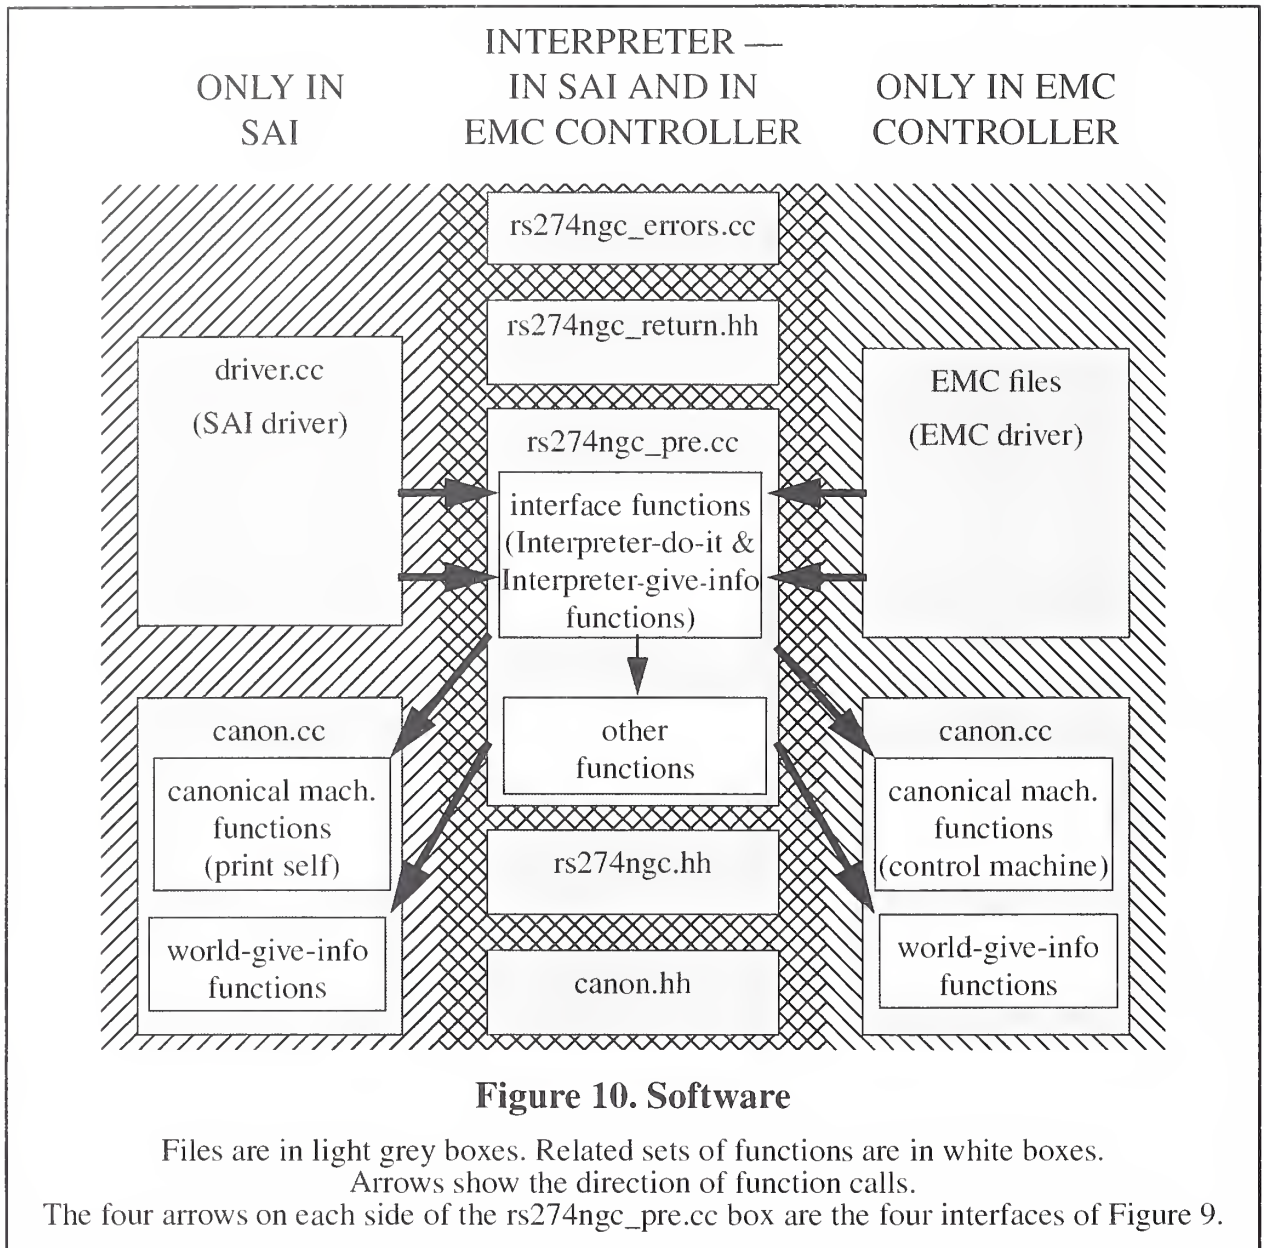 ONLY IN
SAI
INTERPRETER —
IN SAI AND IN
EMC CONTROLLER
ONLY IN EMC
CONTROLLER
driver.cc
(SAI driver)
canon.cc
canonical mach.
functions
(print self)
world-give-info
functions
rs274ngc_errors.cc
rs274ngc_return.hh
rs274ngc_pre.cc
interface functions
(Interpreter-do-it &
Interpreter-give-info
functions)
other
functions
rs274ngc.hh
canon.hh
EMC files
(EMC driver)
canon.cc
canonical mach.
functions
(control machine)
world-give-info
functions
Figure 10. Software
Files are in light grey boxes. Related sets of functions are in white boxes.
Arrows show the direction of function calls.
The four arrows on each side of the rs274ngc_pre.cc box are the four interfaces of Figure 9.